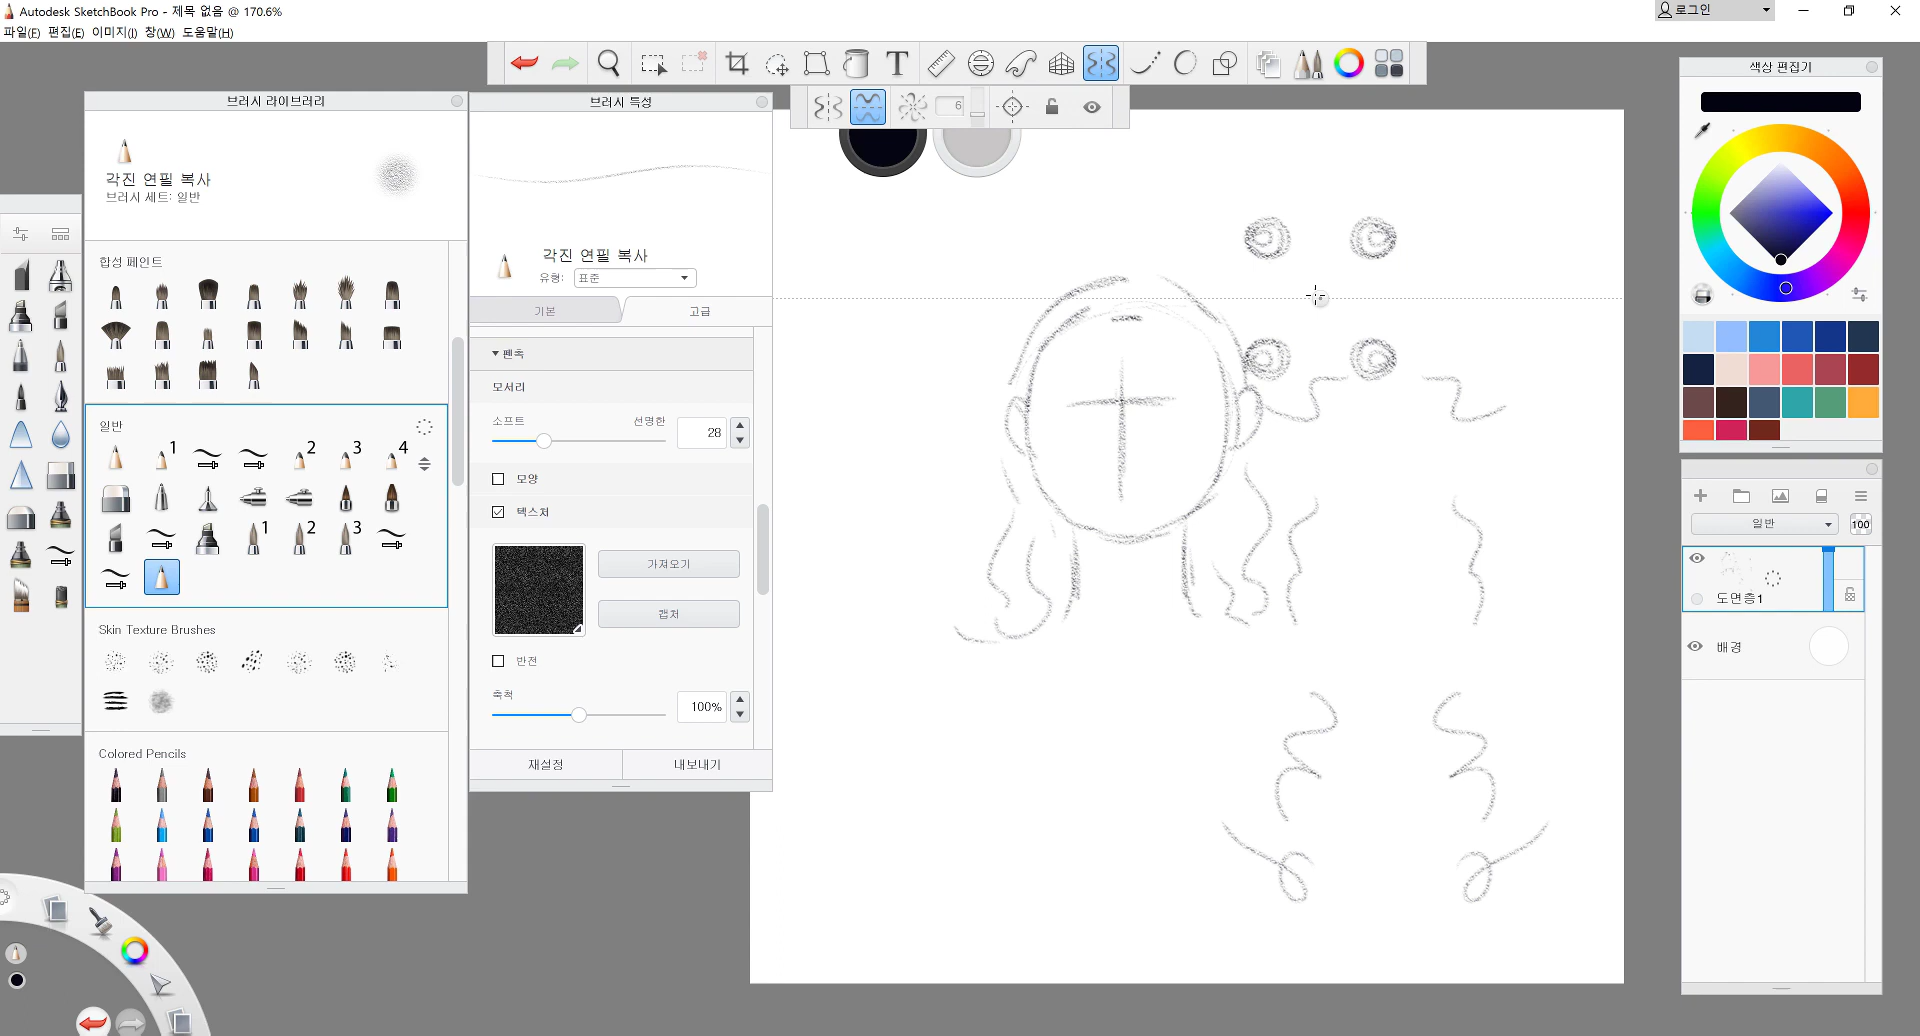 Autodesk SketchBook Pro - 제목 없음 @ 170.6%
로그인
파일(F) 편집(E) 이미지(I) 창(W) 도움말(H)
6
브러시 라이브러리
각진 연필 복사
브러시 세트: 일반
합성 페인트
일반
1 2 3 4
1 2 3
Skin Texture Brushes
Colored Pencils
브러시 특성
각진 연필 복사
유형: 표준
기본 고급
펜촉
모서리
소프트 선명한 28
모양
텍스처
가져오기
캡처
반전
축척 100%
재설정 내보내기
색상 편집기
일반 100
도면층1
배경